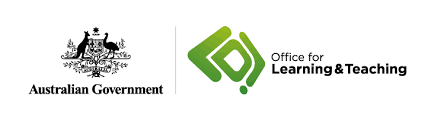 Australian Government
Office for
Learning & Teaching